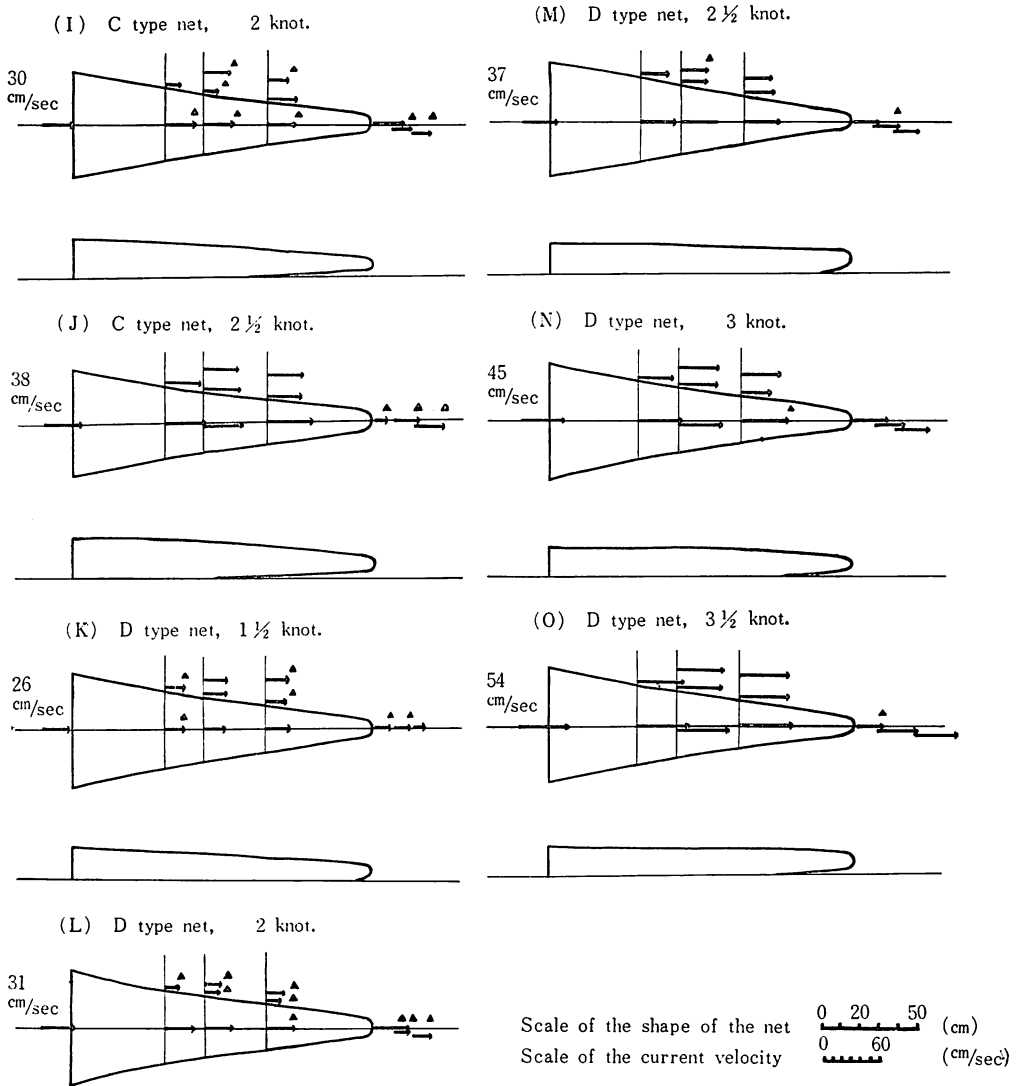 (I) C type net, 2 knot.
30
cm/sec
(J) C type net, 2½ knot.
38
cm/sec
(K) D type net, 1½ knot.
26
cm/sec
(L) D type net, 2 knot.
31
cm/sec
(M) D type net, 2½ knot.
37
cm/sec
(N) D type net, 3 knot.
45
cm/sec
(O) D type net, 3½ knot.
54
cm/sec
0 20 50
Scale of the shape of the net (cm)
0 60
Scale of the current velocity (cm/sec)